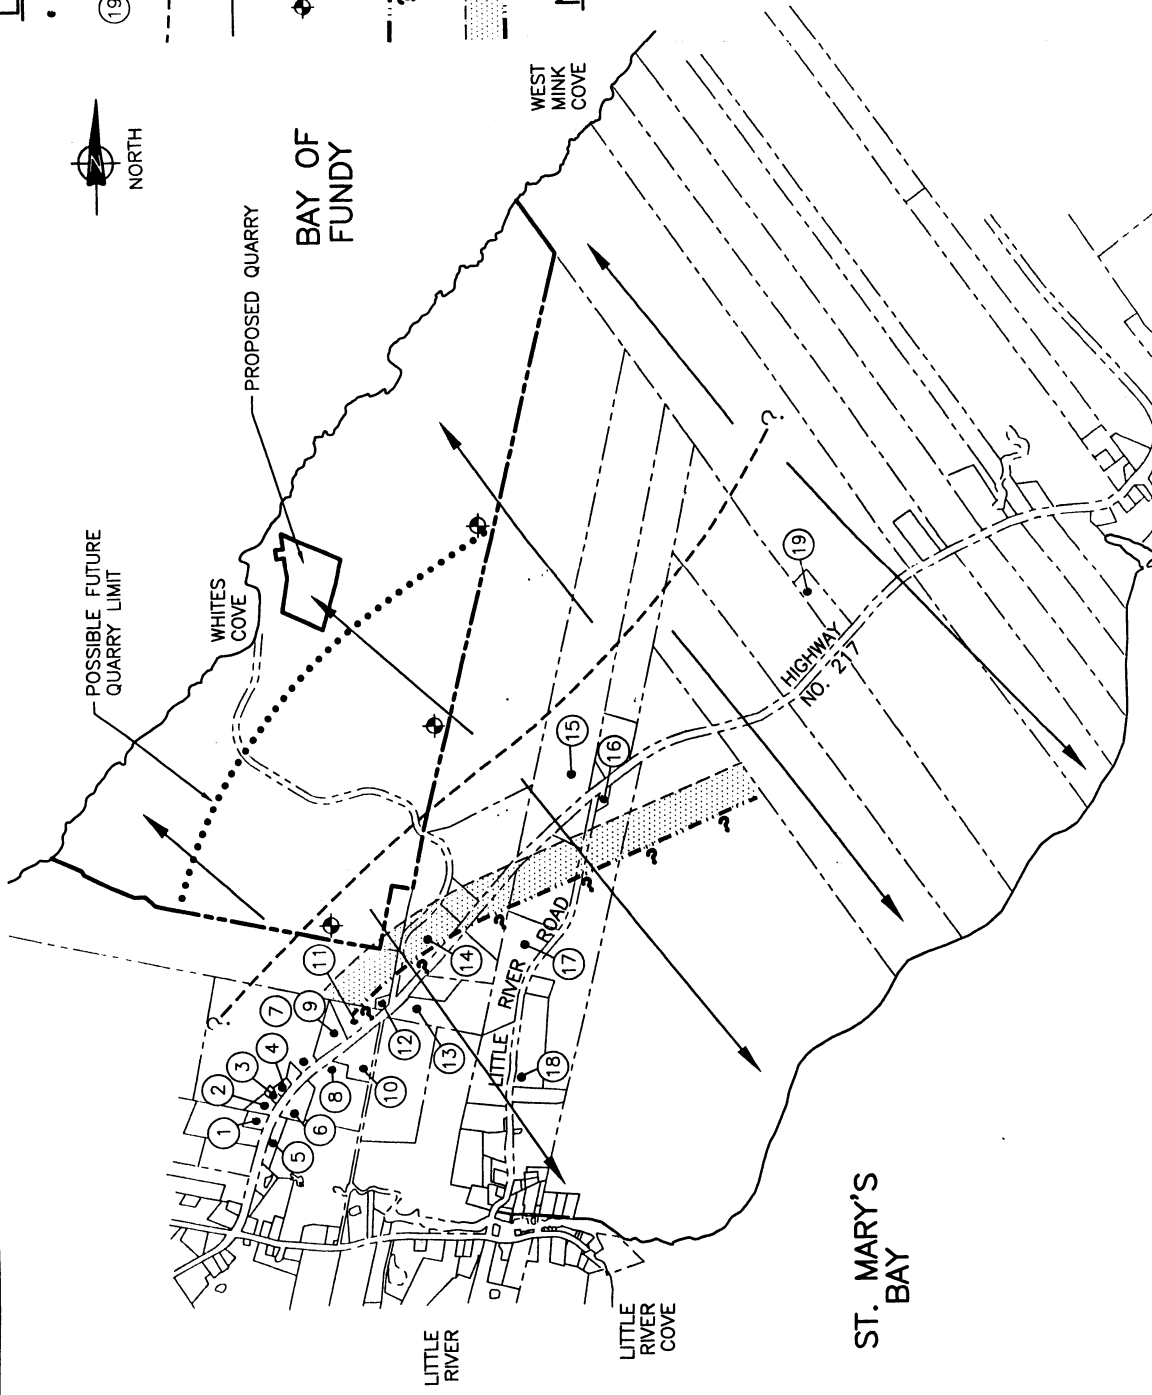 19
NORTH
BAY OF
FUNDY
WEST
MINK
COVE
PROPOSED QUARRY
POSSIBLE FUTURE
QUARRY LIMIT
WHITES
COVE
?
?
19
HIGHWAY
NO. 217
15
16
?
?
?
?
?
?
11
14
17
LITTLE RIVER ROAD
7
9
12
13
18
4
3
2
1
8
10
6
5
LITTLE
RIVER
LITTLE
RIVER
COVE
ST. MARY'S
BAY